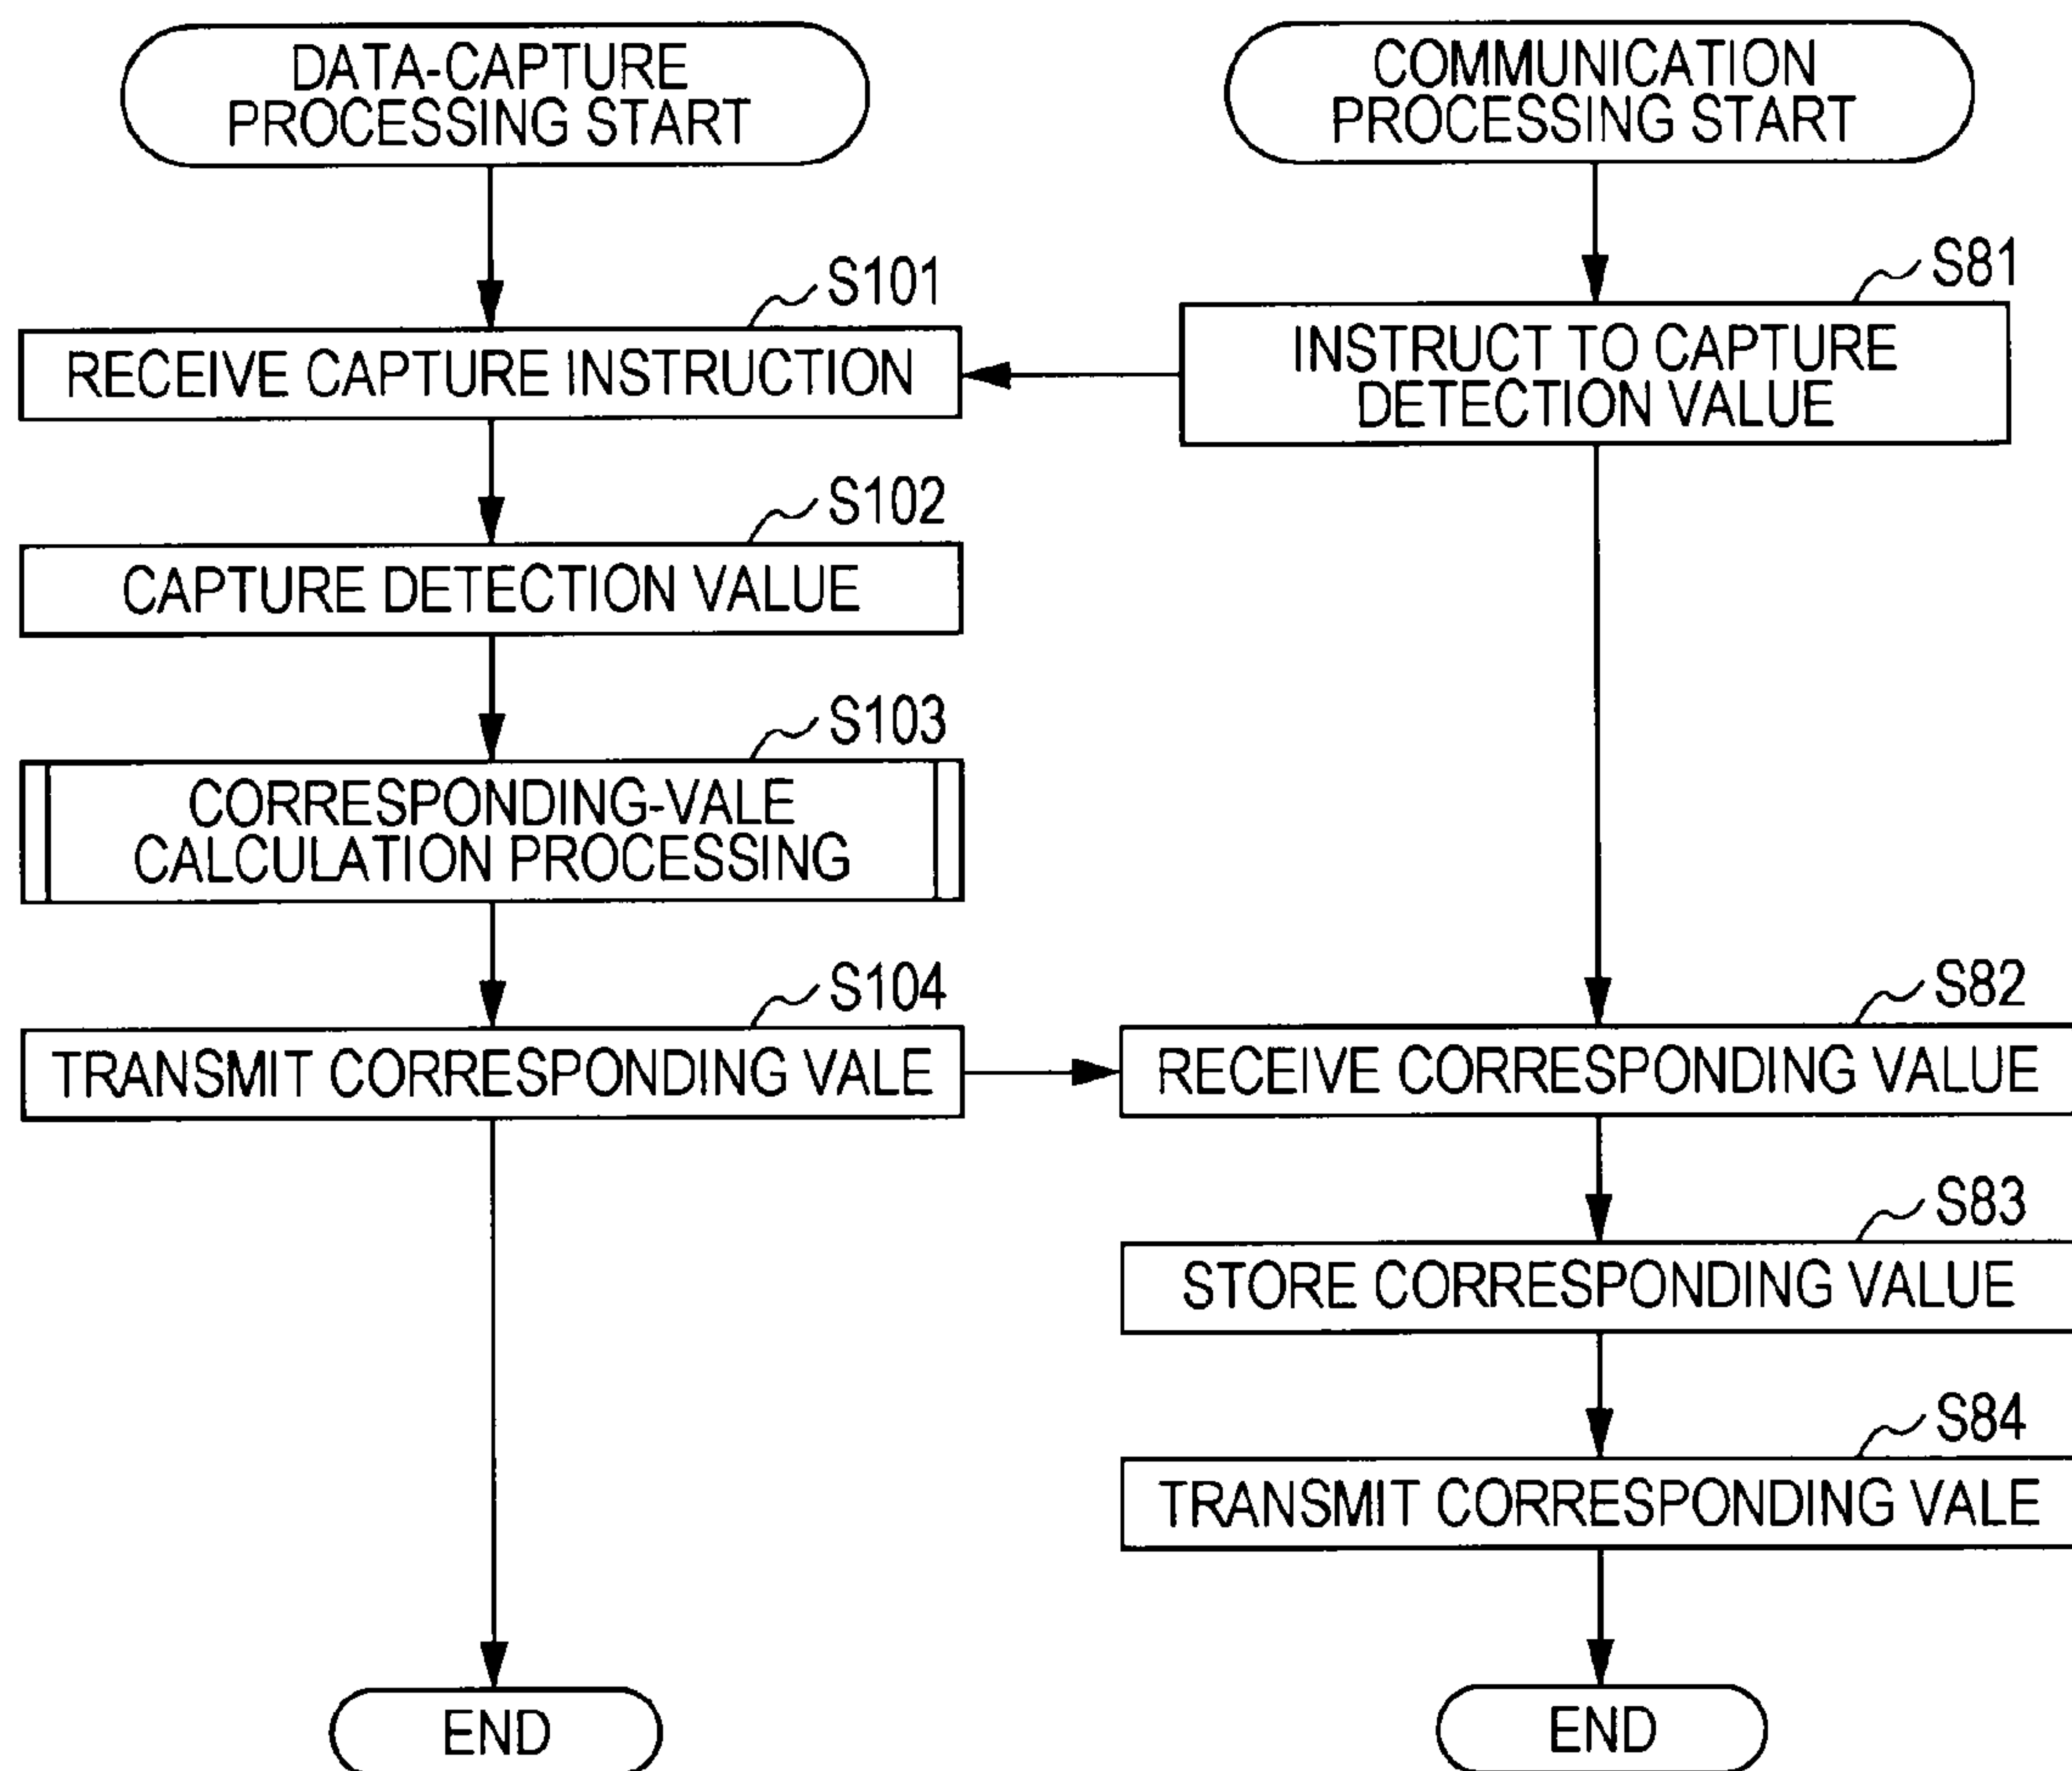 DATA-CAPTURE
PROCESSING START
S101
RECEIVE CAPTURE INSTRUCTION
S102
CAPTURE DETECTION VALUE
S103
CORRESPONDING-VALE
CALCULATION PROCESSING
S104
TRANSMIT CORRESPONDING VALE
END
COMMUNICATION
PROCESSING START
S81
INSTRUCT TO CAPTURE
DETECTION VALUE
S82
RECEIVE CORRESPONDING VALUE
S83
STORE CORRESPONDING VALUE
S84
TRANSMIT CORRESPONDING VALE
END